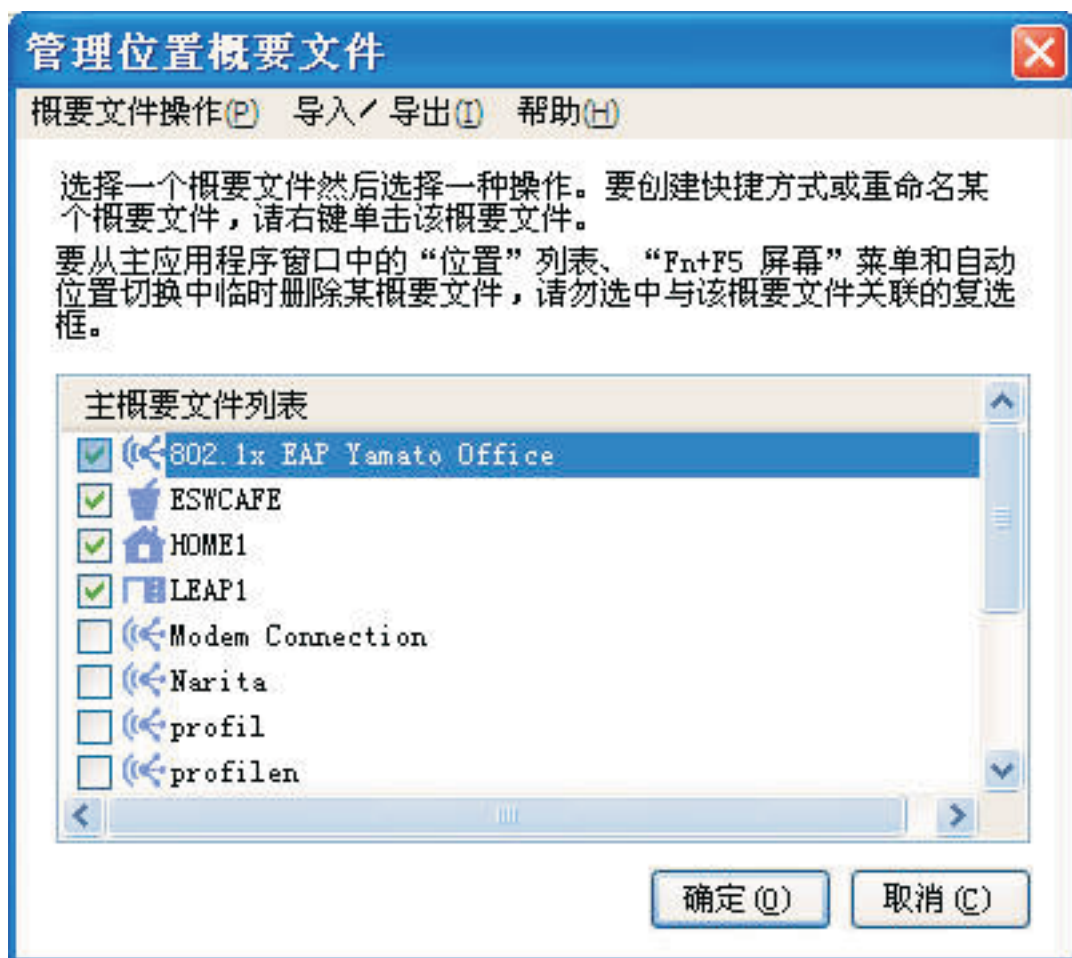 管理位置概要文件
概要文件操作(P) 导入/导出(I) 帮助(H)
选择一个概要文件然后选择一种操作。要创建快捷方式或重命名某
个概要文件，请右键单击该概要文件。
要从主应用程序窗口中的“位置”列表、“Fn+F5 屏幕”菜单和自动
位置切换中临时删除某概要文件，请勿选中与该概要文件关联的复选
框。
主概要文件列表
802.1x EAP Yamato Office
ESWCAFE
HOME1
LEAP1
Modem Connection
Narita
profil
profilen
确定(O) 取消(C)